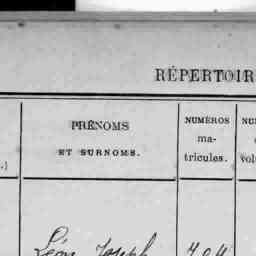 RÉPERTOIR
PRÉNOMS
ET SURNOMS.
NUMÉROS
ma-
tricules.
Léon Joseph